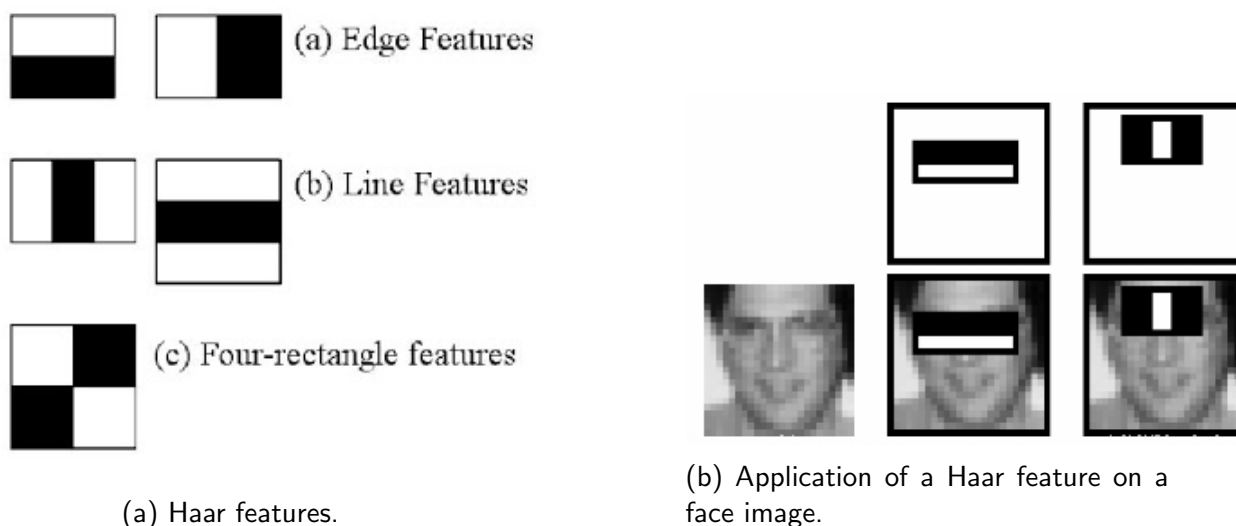 (a) Edge Features
(b) Line Features
(c) Four-rectangle features
(a) Haar features.
(b) Application of a Haar feature on a
face image.